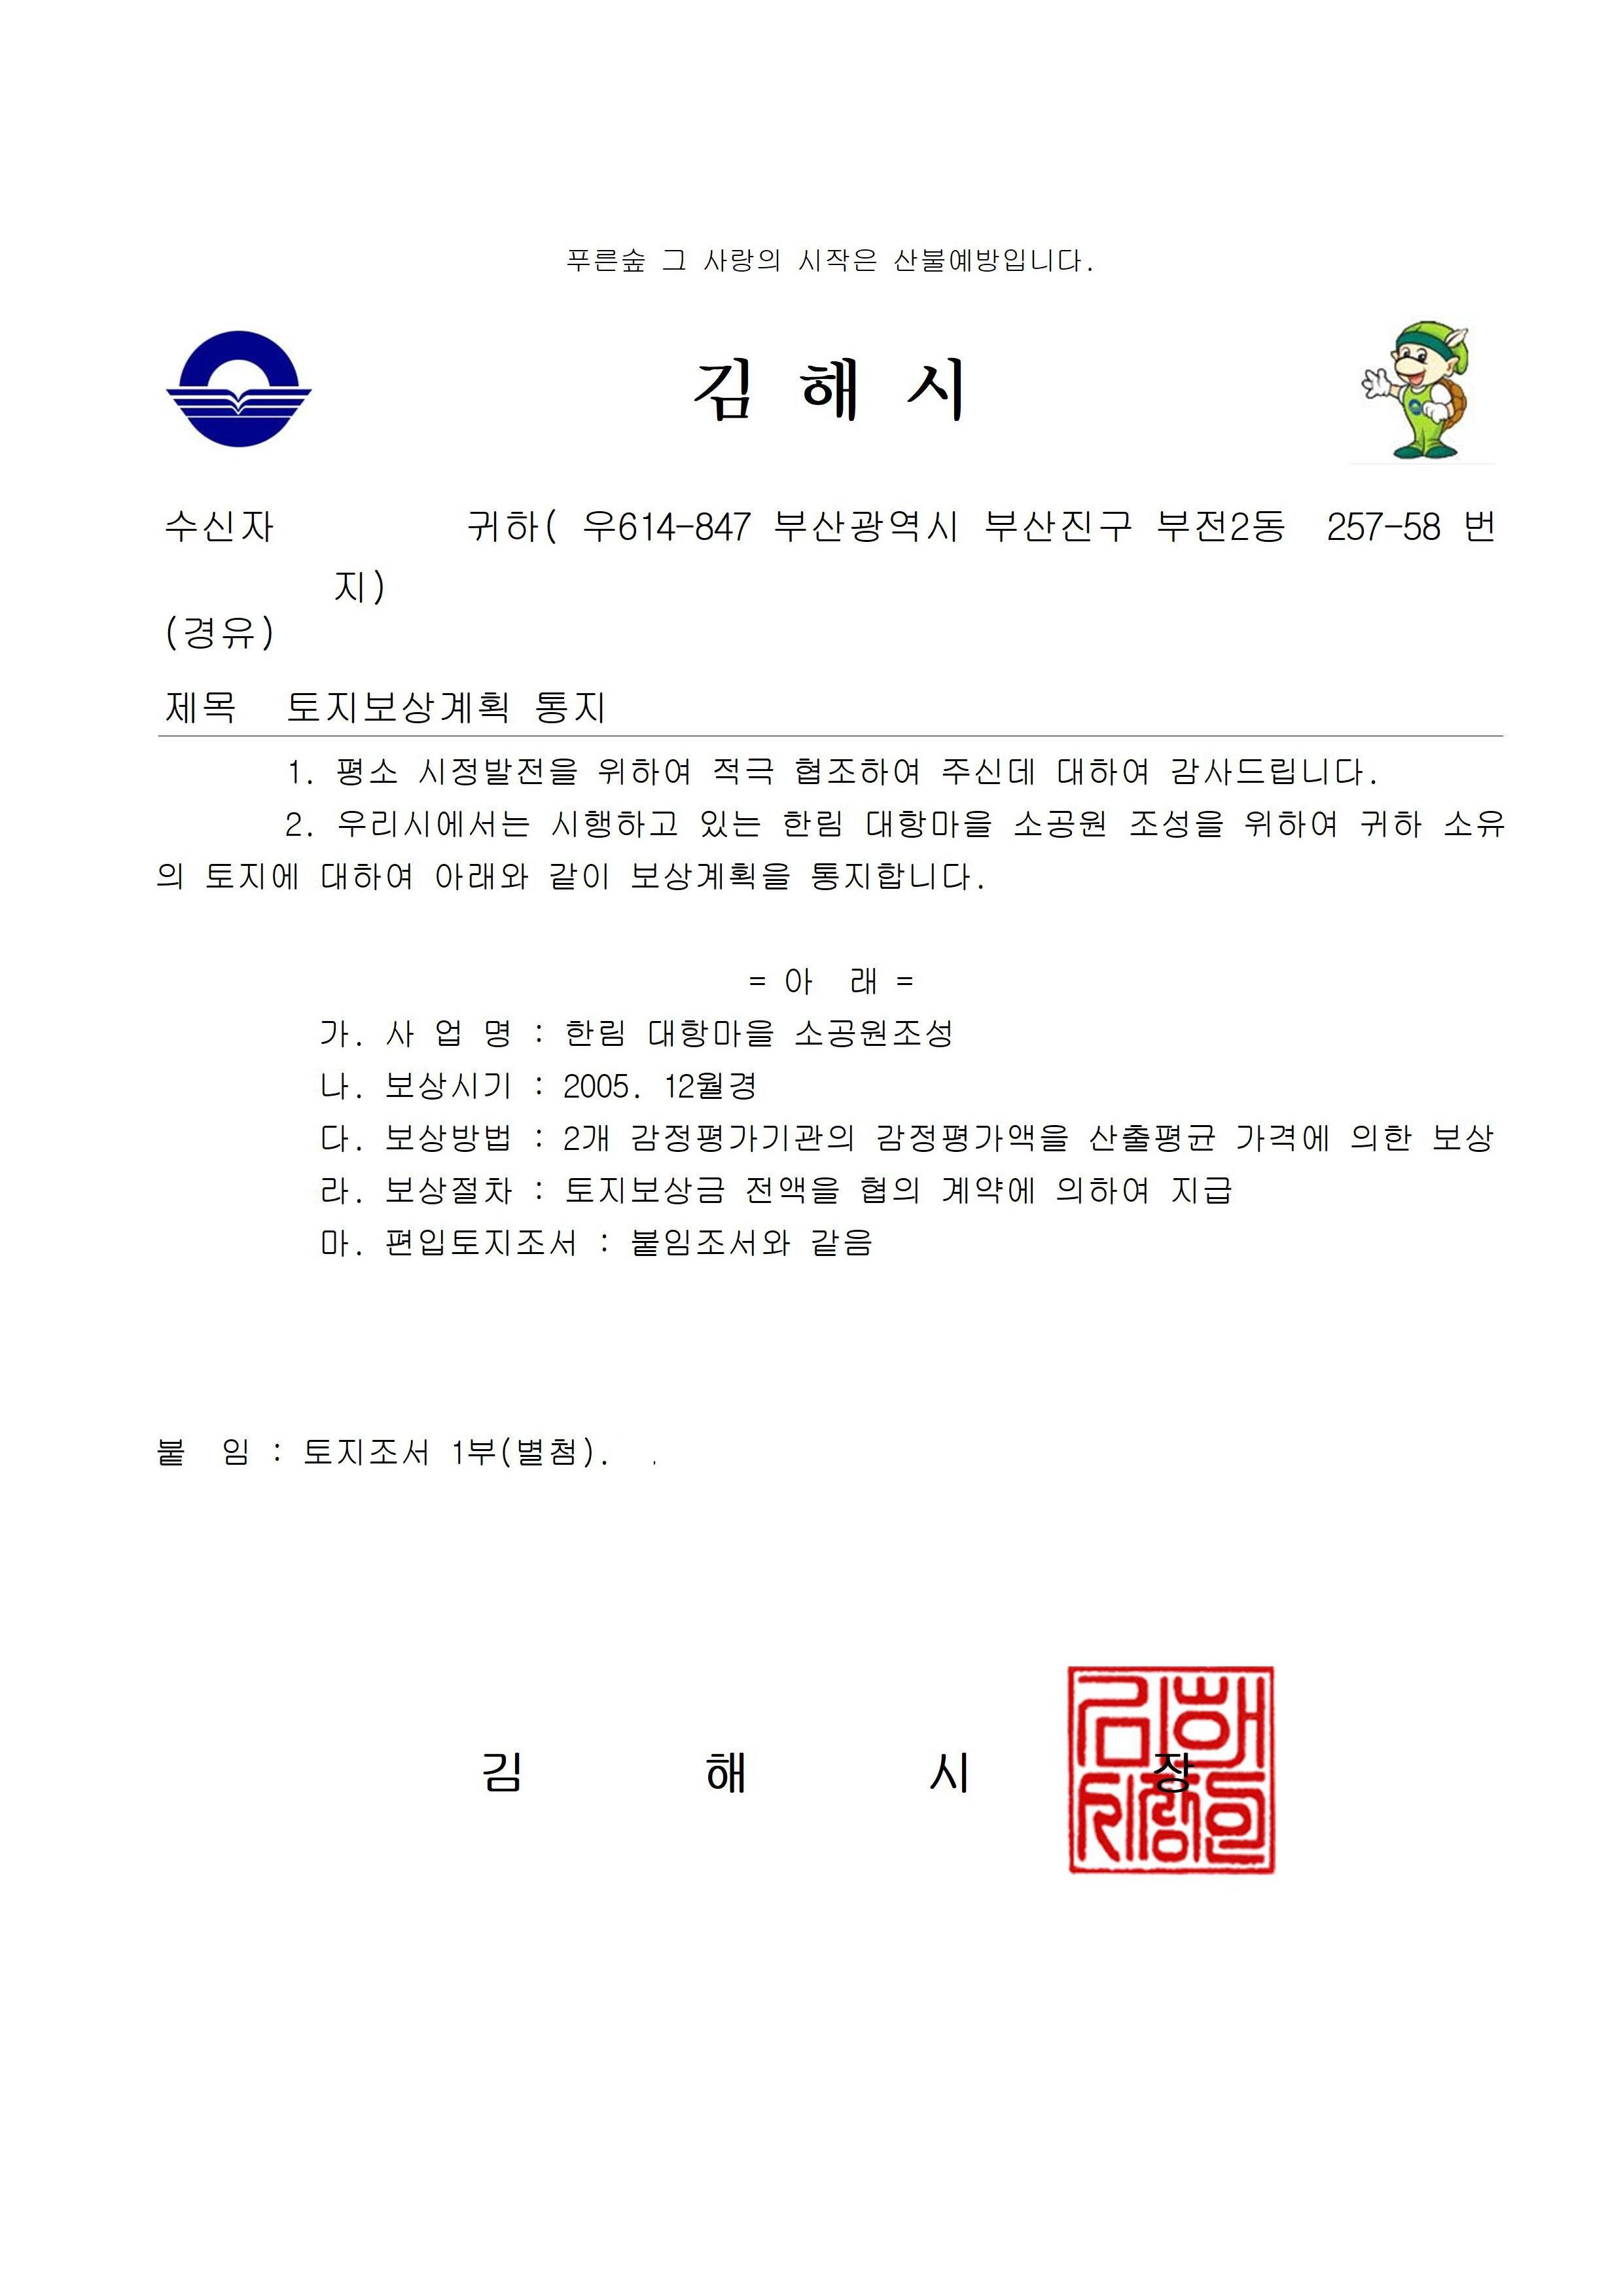 푸른숲 그 사랑의 시작은 산불예방입니다.
김 해 시
수신자 귀하( 우614-847 부산광역시 부산진구 부전2동 257-58 번
지)
(경유)
제목 토지보상계획 통지
1. 평소 시정발전을 위하여 적극 협조하여 주신데 대하여 감사드립니다.
2. 우리시에서는 시행하고 있는 한림 대항마을 소공원 조성을 위하여 귀하 소유
의 토지에 대하여 아래와 같이 보상계획을 통지합니다.
= 아 래 =
가. 사 업 명 : 한림 대항마을 소공원조성
나. 보상시기 : 2005. 12월경
다. 보상방법 : 2개 감정평가기관의 감정평가액을 산출평균 가격에 의한 보상
라. 보상절차 : 토지보상금 전액을 협의 계약에 의하여 지급
마. 편입토지조서 : 붙임조서와 같음
붙 임 : 토지조서 1부(별첨). .
김 해 시 장
김해
시장인